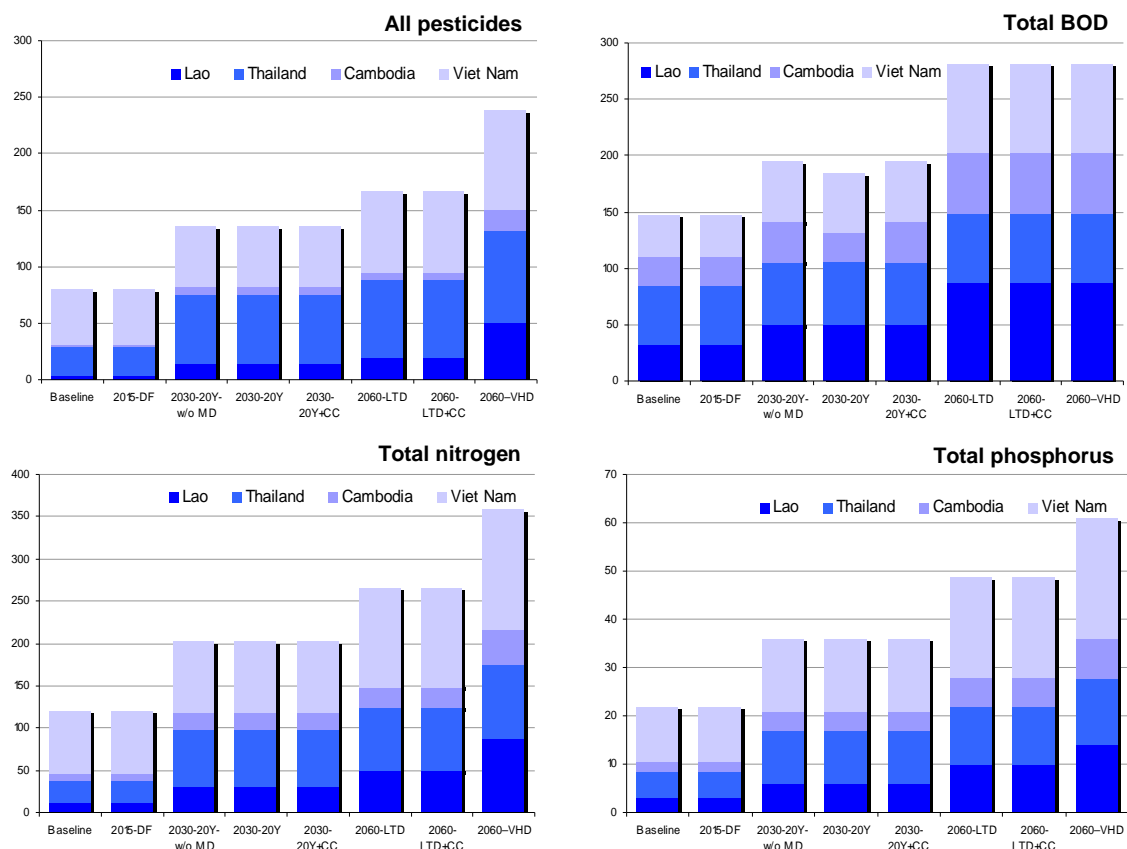 All pesticides
300
250
200
150
100
50
0
Lao Thailand Cambodia Viet Nam
Baseline 2015-DF 2030-20Y- 2030-20Y 2030- 2060-LTD 2060- 2060–VHD
w/o MD 20Y+CC LTD+CC
Total BOD
300
250
200
150
100
50
0
Lao Thailand Cambodia Viet Nam
Baseline 2015-DF 2030-20Y- 2030-20Y 2030- 2060-LTD 2060- 2060–VHD
w/o MD 20Y+CC LTD+CC
Total nitrogen
400
350
300
250
200
150
100
50
0
Lao Thailand Cambodia Viet Nam
Baseline 2015-DF 2030-20Y- 2030-20Y 2030- 2060-LTD 2060- 2060–VHD
w/o MD 20Y+CC LTD+CC
Total phosphorus
70
60
50
40
30
20
10
0
Lao Thailand Cambodia Viet Nam
Baseline 2015-DF 2030-20Y- 2030-20Y 2030- 2060-LTD 2060- 2060–VHD
w/o MD 20Y+CC LTD+CC